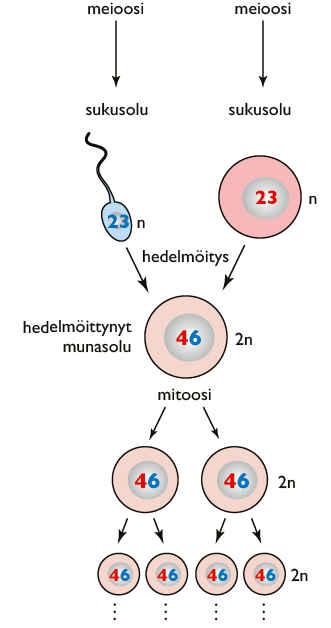 meioosi meioosi
sukusolu sukusolu
23 n 23 n
hedelmöitys
hedelmöittynyt
munasolu
46 2n
mitoosi
46 46 2n
46 46 46 46 2n